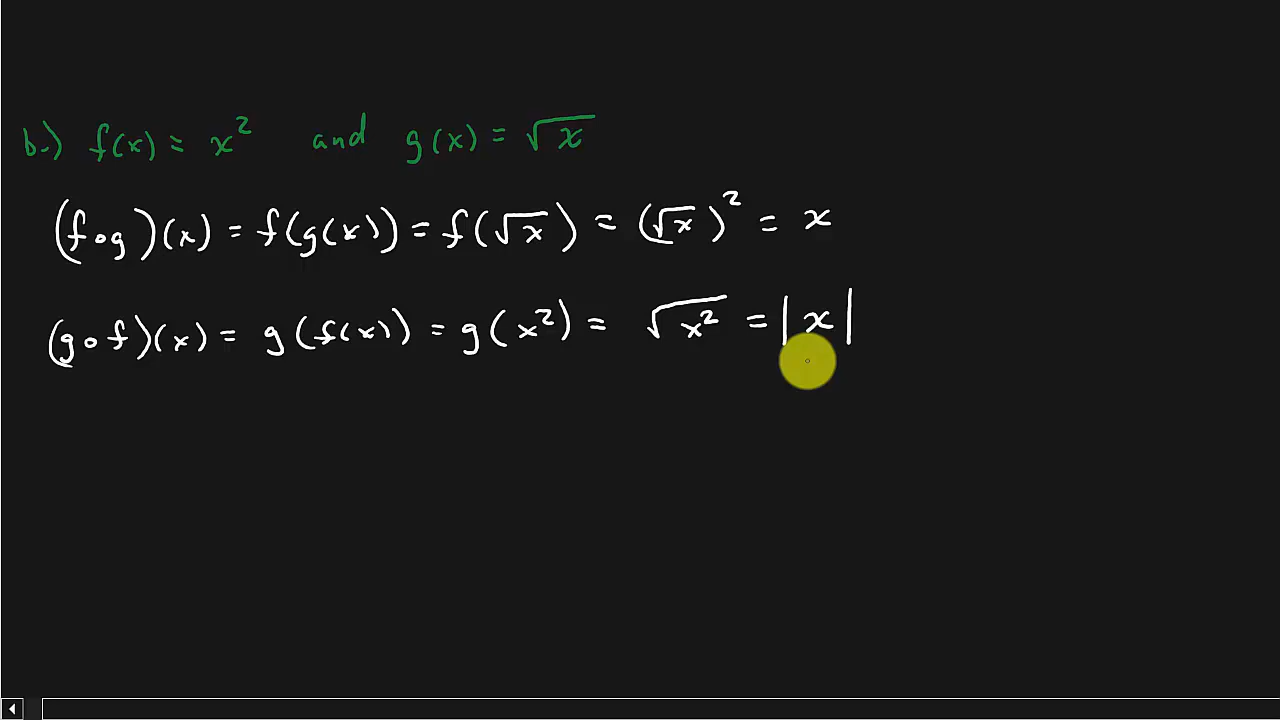 b.) f(x) = x² and g(x) = √x
(f∘g)(x) = f(g(x)) = f(√x) = (√x)² = x
(g∘f)(x) = g(f(x)) = g(x²) = √x² = |x|